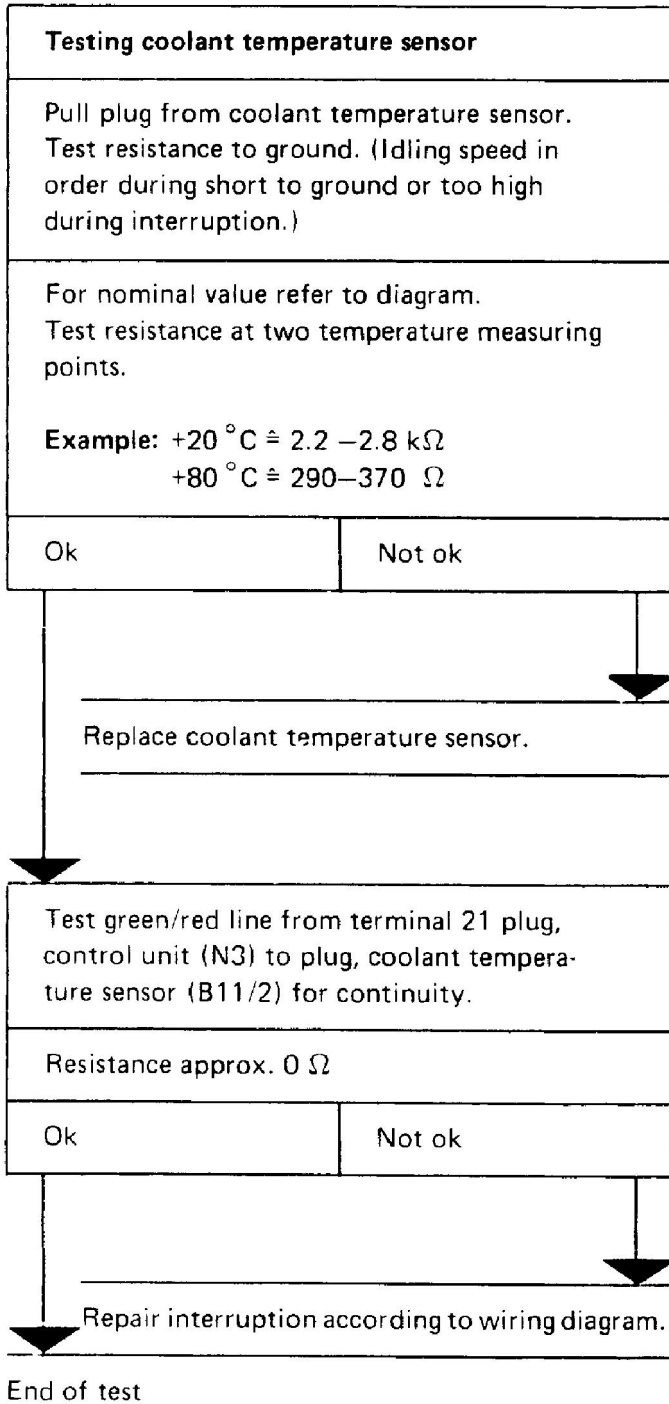 Testing coolant temperature sensor
Pull plug from coolant temperature sensor.
Test resistance to ground. (Idling speed in
order during short to ground or too high
during interruption.)
For nominal value refer to diagram.
Test resistance at two temperature measuring
points.
Example: +20 °C ≙ 2.2 –2.8 kΩ
+80 °C ≙ 290–370 Ω
Ok Not ok
Replace coolant temperature sensor.
Test green/red line from terminal 21 plug,
control unit (N3) to plug, coolant tempera-
ture sensor (B11/2) for continuity.
Resistance approx. 0 Ω
Ok Not ok
Repair interruption according to wiring diagram.
End of test